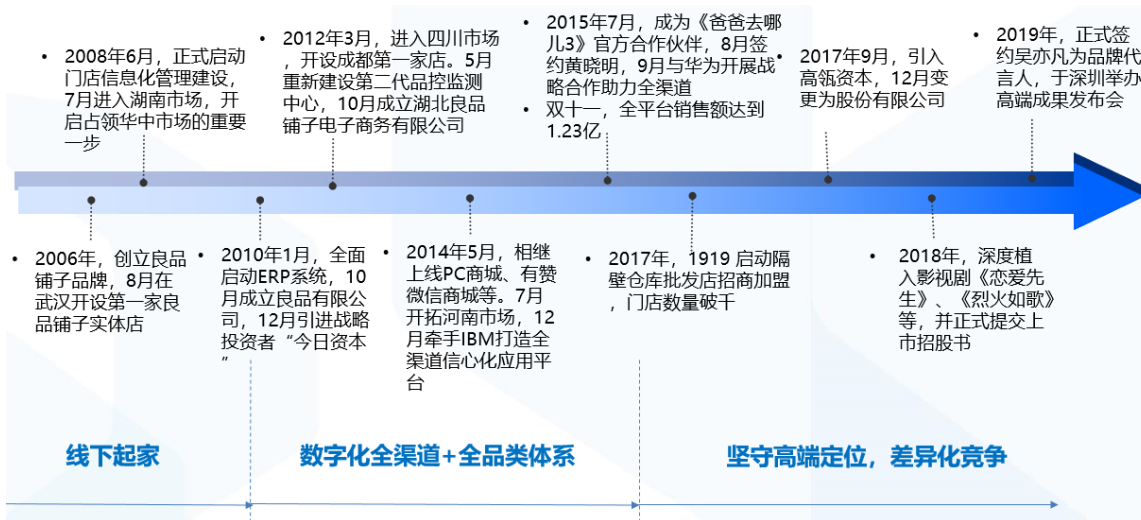 2008年6月，正式启动
门店信息化管理建设，
7月进入湖南市场，开
启占领华中市场的重要
一步
2012年3月，进入四川市场
，开设成都第一家店。5月
重新建设第二代品控监测
中心，10月成立湖北良品
铺子电子商务有限公司
2015年7月，成为《爸爸去哪
儿3》官方合作伙伴，8月签
约黄晓明，9月与华为开展战
略合作助力全渠道
双十一，全平台销售额达到
1.23亿
2017年9月，引入
高瓴资本，12月变
更为股份有限公司
2019年，正式签
约吴亦凡为品牌代
言人，于深圳举办
高端成果发布会
2006年，创立良品
铺子品牌，8月在
武汉开设第一家良
品铺子实体店
2010年1月，全面
启动ERP系统，10
月成立良品有限公
司，12月引进战略
投资者“今日资本
”
2014年5月，相继
上线PC商城、有赞
微信商城等。7月
开拓河南市场，12
月牵手IBM打造全
渠道信心化应用平
台
2017年，1919 启动隔
壁仓库批发店招商加盟
，门店数量破千
2018年，深度植
入影视剧《恋爱先
生》、《烈火如歌》
等，并正式提交上
市招股书
线下起家
数字化全渠道+全品类体系
坚守高端定位，差异化竞争